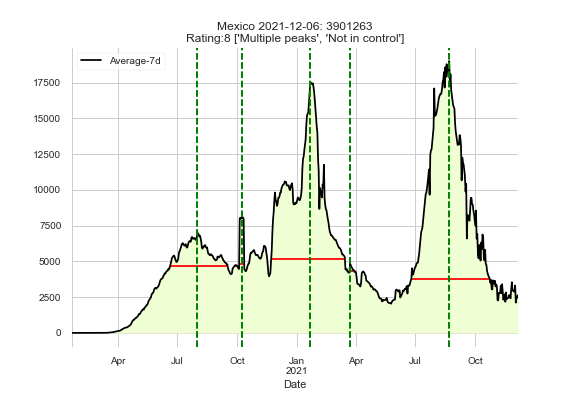 Mexico 2021-12-06: 3901263
Rating:8 ['Multiple peaks', 'Not in control']
Average-7d
17500
15000
12500
10000
7500
5000
2500
0
Apr
Jul
Oct
Jan
2021
Apr
Jul
Oct
Date